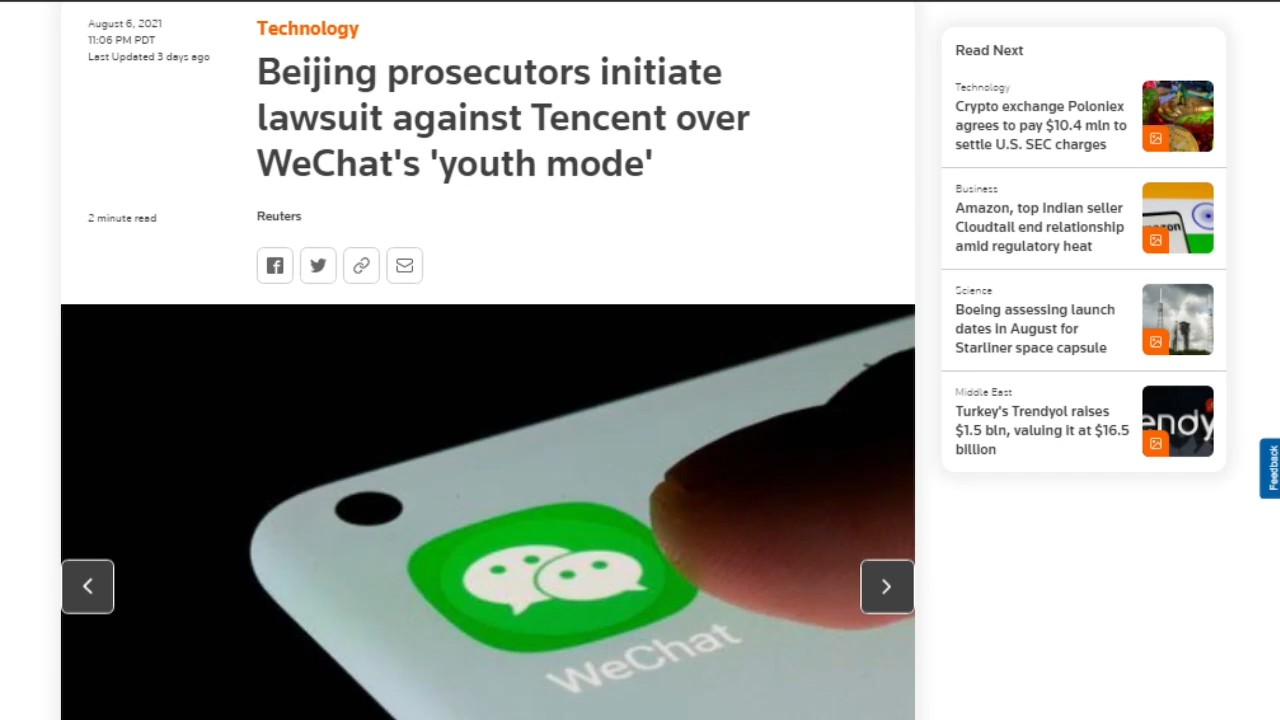 August 6, 2021
11:06 PM PDT
Last Updated 3 days ago
Technology
Beijing prosecutors initiate
lawsuit against Tencent over
WeChat's 'youth mode'
2 minute read
Reuters
WeChat
Read Next
Technology
Crypto exchange Poloniex
agrees to pay $10.4 mln to
settle U.S. SEC charges
Business
Amazon, top Indian seller
Cloudtail end relationship
amid regulatory heat
Science
Boeing assessing launch
dates in August for
Starliner space capsule
Middle East
Turkey's Trendyol raises
$1.5 bln, valuing it at $16.5
billion
endy
Feedback